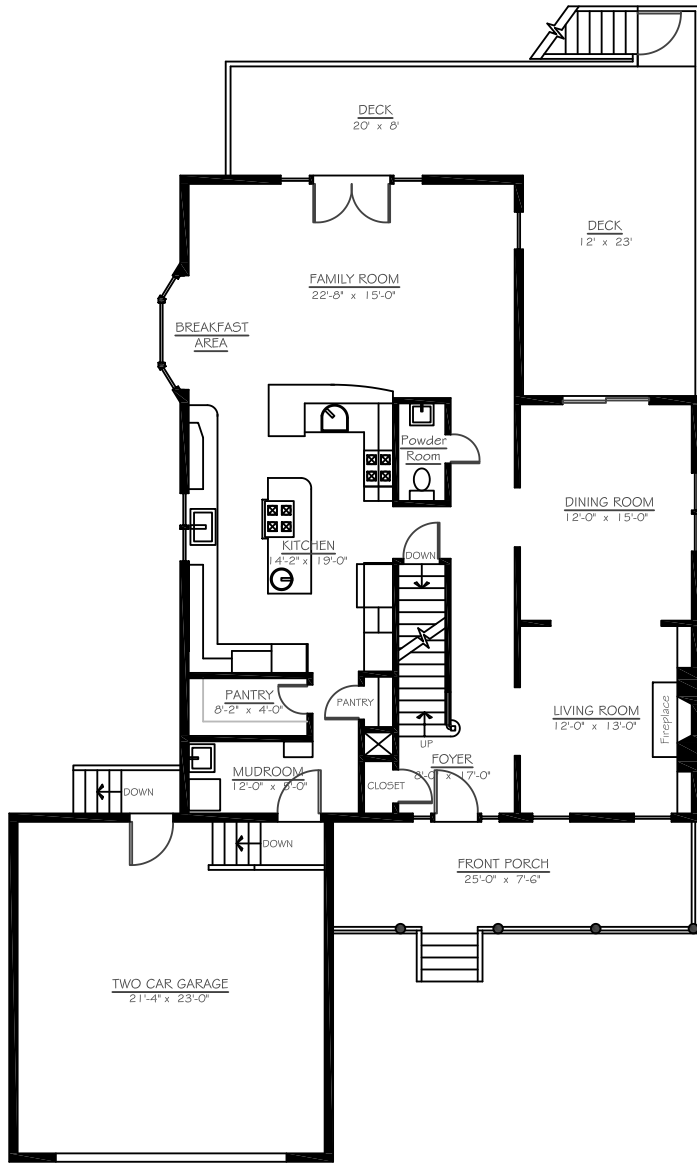 DECK
20' x 8'
DECK
12' x 23'
FAMILY ROOM
22'-8" x 15'-0"
BREAKFAST
AREA
Powder
Room
DINING ROOM
12'-0" x 15'-0"
KITCHEN
14'-2" x 19'-0"
DOWN
PANTRY
8'-2" x 4'-0"
PANTRY
LIVING ROOM
12'-0" x 13'-0"
Fireplace
UP
FOYER
8'-0" x 17'-0"
MUDROOM
12'-0" x 5'-0"
CLOSET
DOWN
DOWN
FRONT PORCH
25'-0" x 7'-6"
TWO CAR GARAGE
21'-4" x 23'-0"